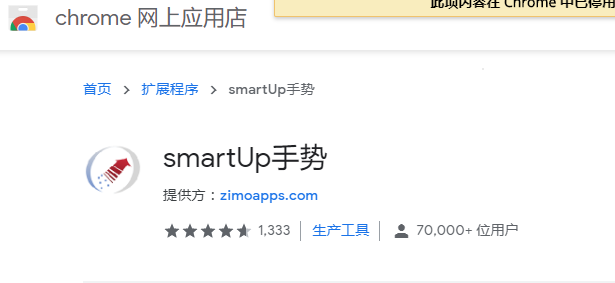 此项内容在 Chrome 中已停用
chrome 网上应用店
首页 > 扩展程序 > smartUp手势
smartUp手势
提供方：zimoapps.com
1,333 生产工具 70,000+ 位用户